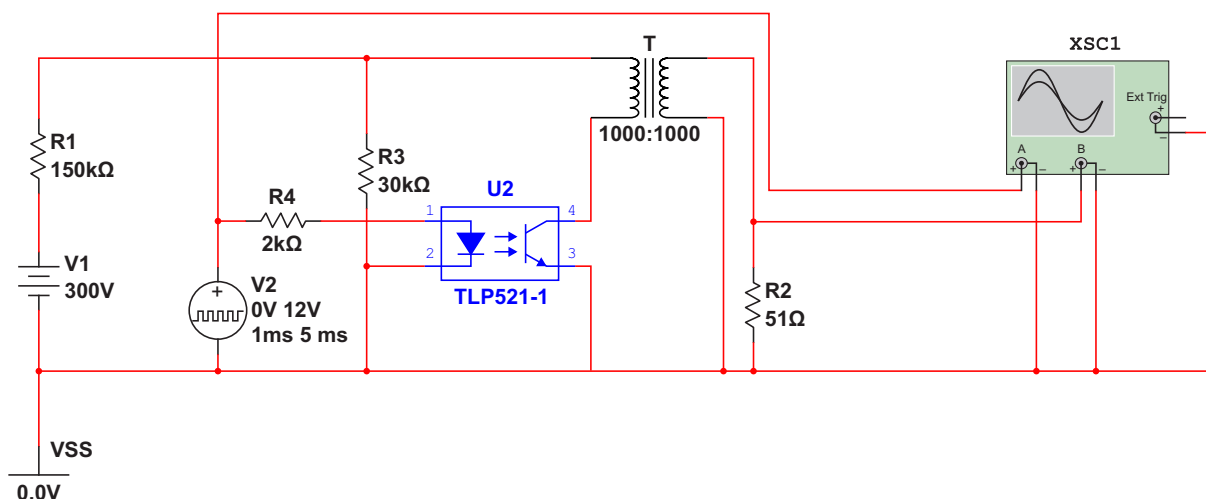 XSC1
T
Ext Trig
+
−
A
B
+
−
+
−
1000:1000
R1
150kΩ
R3
30kΩ
U2
R4
2kΩ
1
4
2
3
TLP521-1
V1
300V
V2
+
0V 12V
1ms 5 ms
R2
51Ω
VSS
0.0V